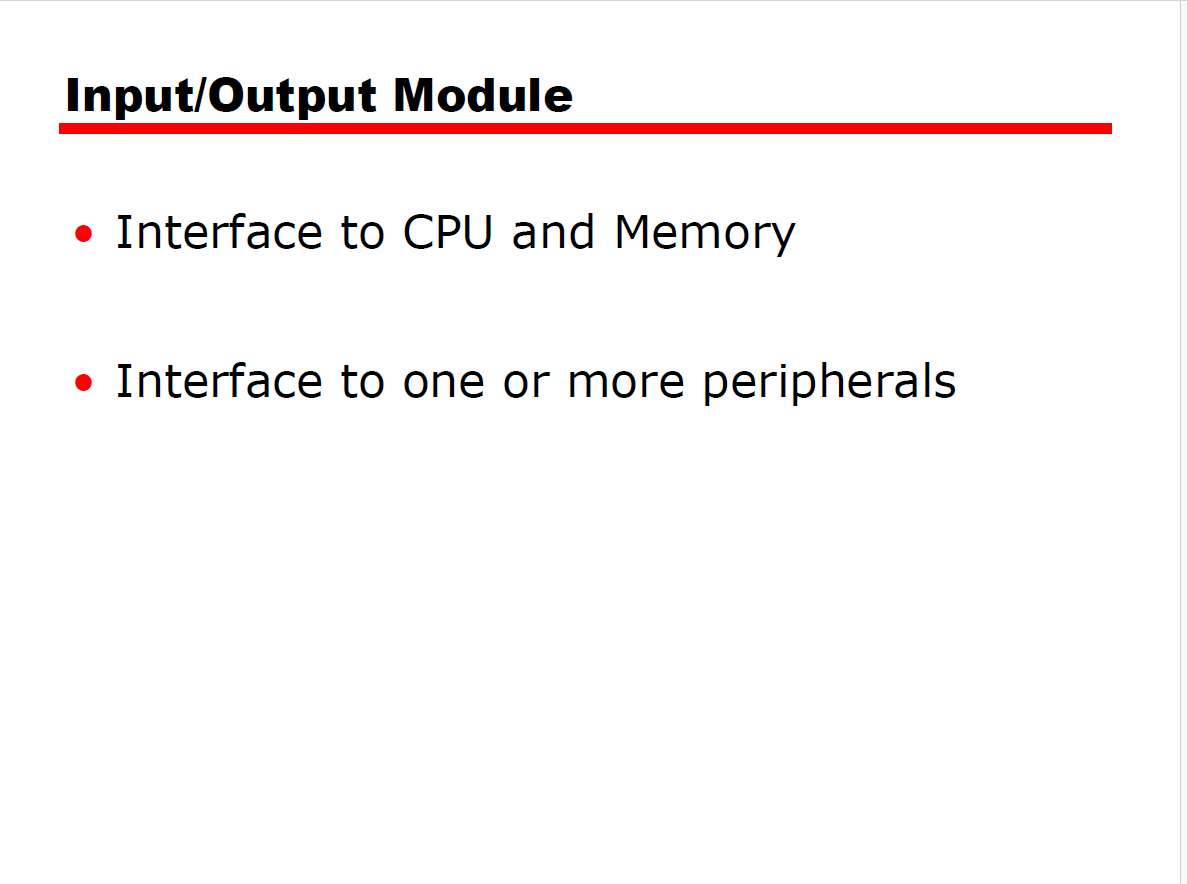 Input/Output Module
• Interface to CPU and Memory
• Interface to one or more peripherals